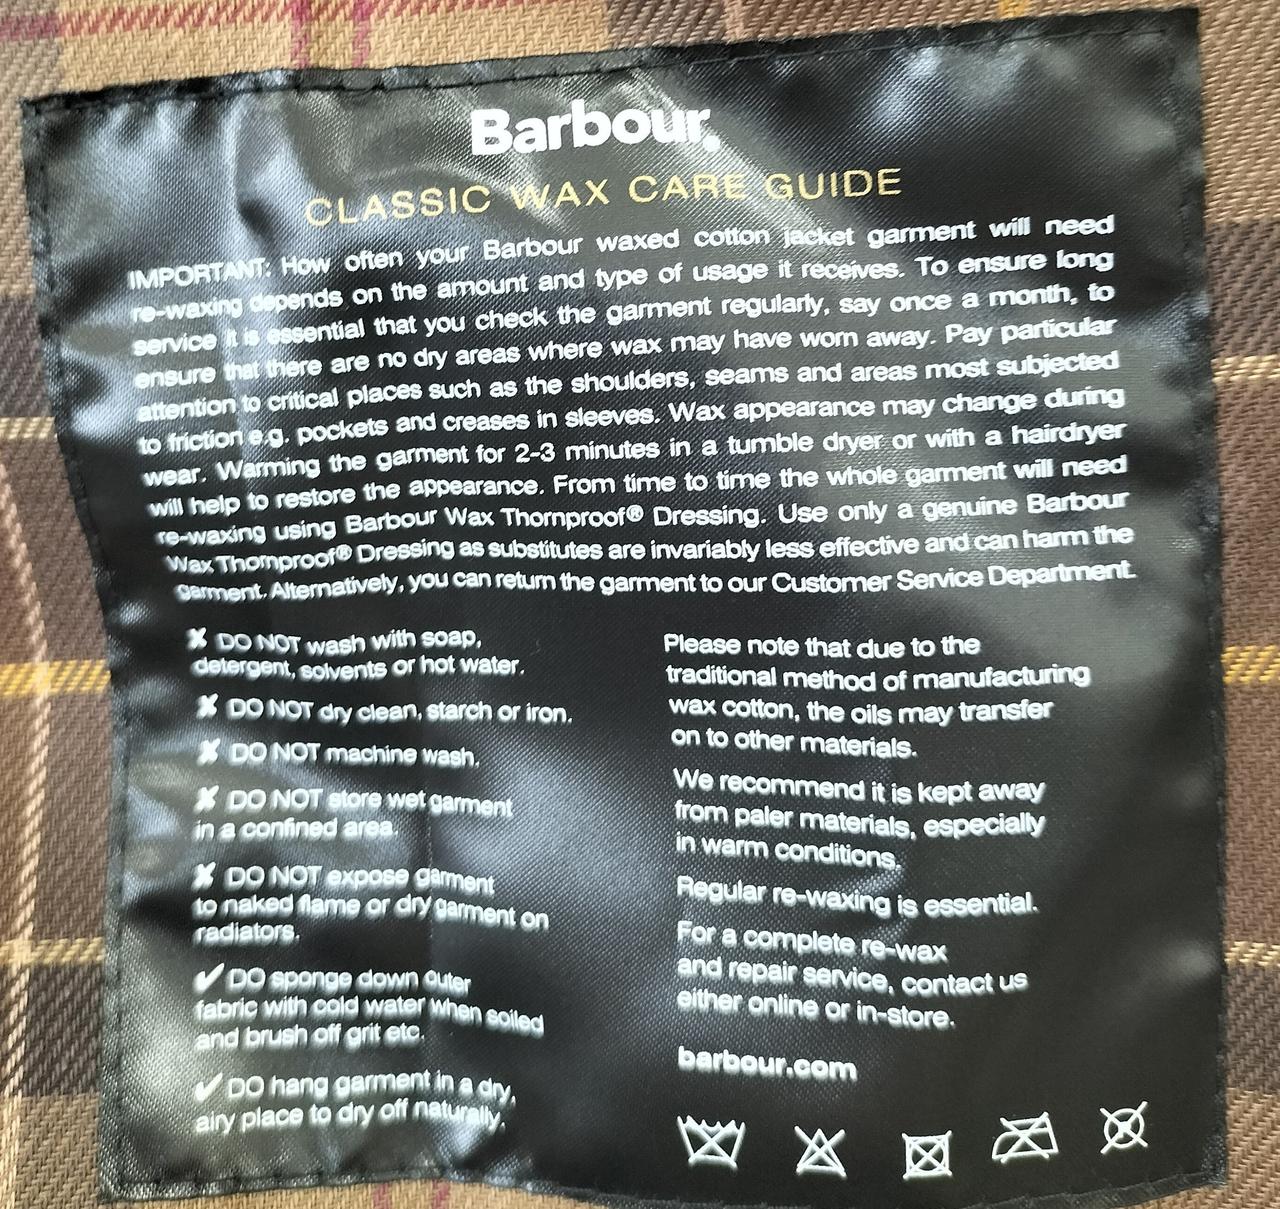 Barbour.
CLASSIC WAX CARE GUIDE
IMPORTANT: How often your Barbour waxed cotton jacket garment will need
re-waxing depends on the amount and type of usage it receives. To ensure long
service it is essential that you check the garment regularly, say once a month, to
ensure that there are no dry areas where wax may have worn away. Pay particular
attention to critical places such as the shoulders, seams and areas most subjected
to friction e.g. pockets and creases in sleeves. Wax appearance may change during
wear. Warming the garment for 2-3 minutes in a tumble dryer or with a hairdryer
will help to restore the appearance. From time to time the whole garment will need
re-waxing using Barbour Wax Thornproof® Dressing. Use only a genuine Barbour
Wax Thornproof® Dressing as substitutes are invariably less effective and can harm the
garment. Alternatively, you can return the garment to our Customer Service Department.
✘ DO NOT wash with soap,
detergent, solvents or hot water.
✘ DO NOT dry clean, starch or iron.
✘ DO NOT machine wash.
✘ DO NOT store wet garment
in a confined area.
✘ DO NOT expose garment
to naked flame or dry garment on
radiators.
✔ DO sponge down outer
fabric with cold water when soiled
and brush off grit etc.
✔ DO hang garment in a dry,
airy place to dry off naturally.
Please note that due to the
traditional method of manufacturing
wax cotton, the oils may transfer
on to other materials.
We recommend it is kept away
from paler materials, especially
in warm conditions.
Regular re-waxing is essential.
For a complete re-wax
and repair service, contact us
either online or in-store.
barbour.com